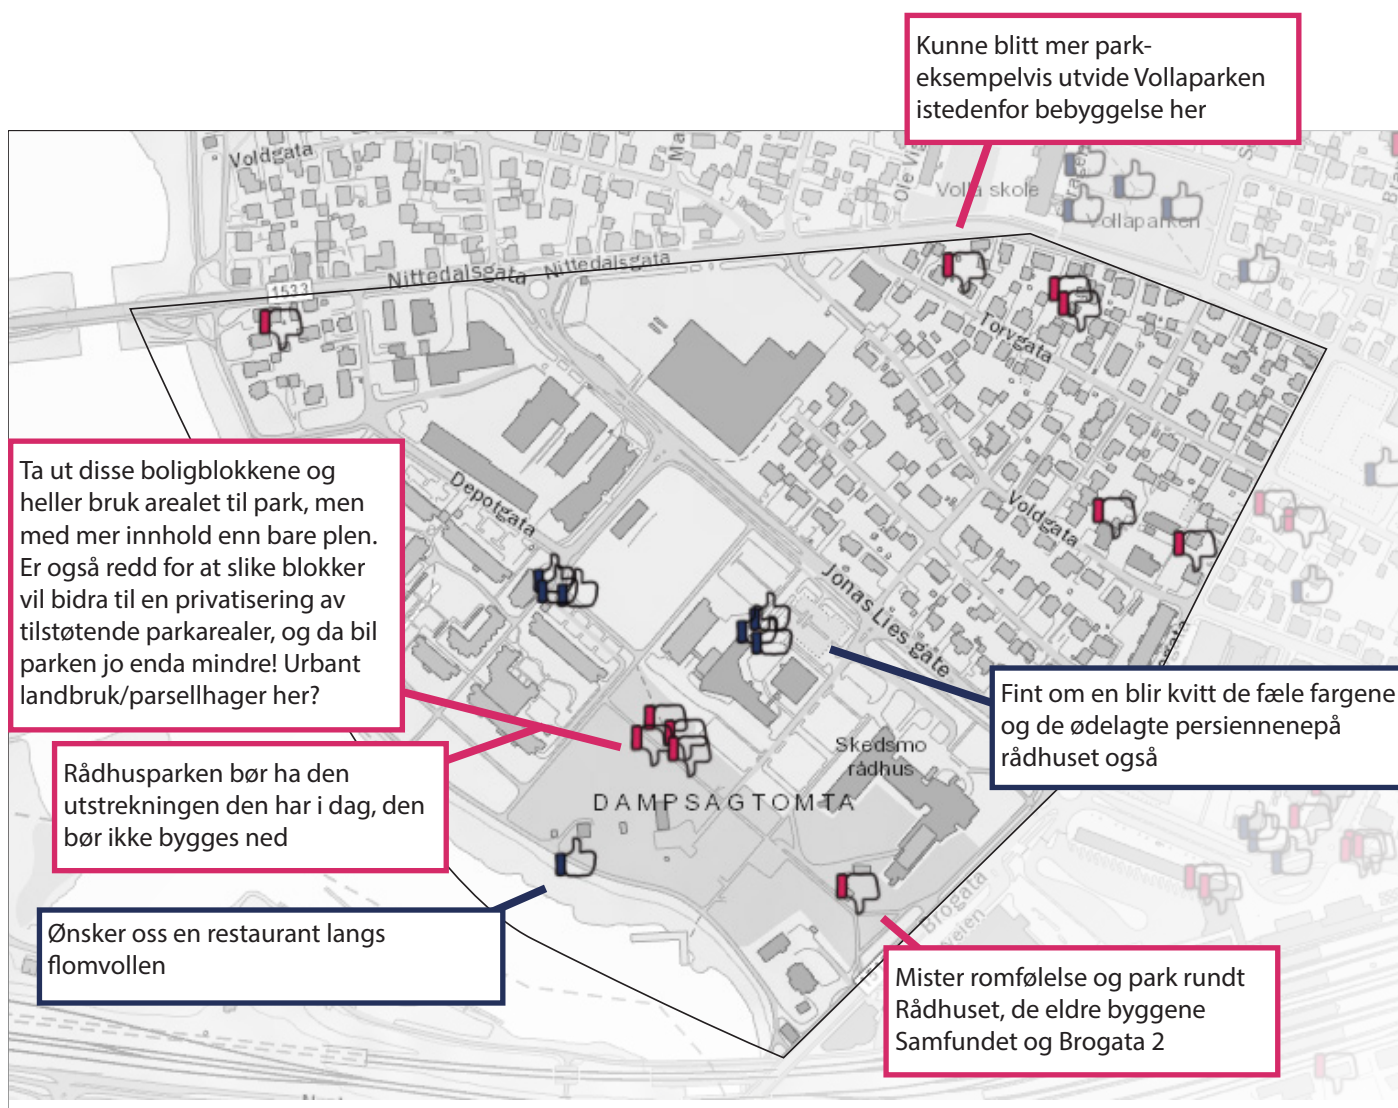 Kunne blitt mer park-
eksempelvis utvide Vollaparken
istedenfor bebyggelse her
Voldgata
Ole Vi
Volla skole
Vollaparken
Nittedalsgata
Nittedalsgata
1533
Torvgata
Ta ut disse boligblokkene og
heller bruk arealet til park, men
med mer innhold enn bare plen.
Er også redd for at slike blokker
vil bidra til en privatisering av
tilstøtende parkarealer, og da bil
parken jo enda mindre! Urbant
landbruk/parsellhager her?
Depotgata
Voldgata
Jonas Lies gate
Fint om en blir kvitt de fæle fargene
og de ødelagte persiennenepå
rådhuset også
Skedsmo
rådhus
Rådhusparken bør ha den
utstrekningen den har i dag, den
bør ikke bygges ned
DAMPSAGTOMTA
Ønsker oss en restaurant langs
flomvollen
Brogata
Mister romfølelse og park rundt
Rådhuset, de eldre byggene
Samfundet og Brogata 2